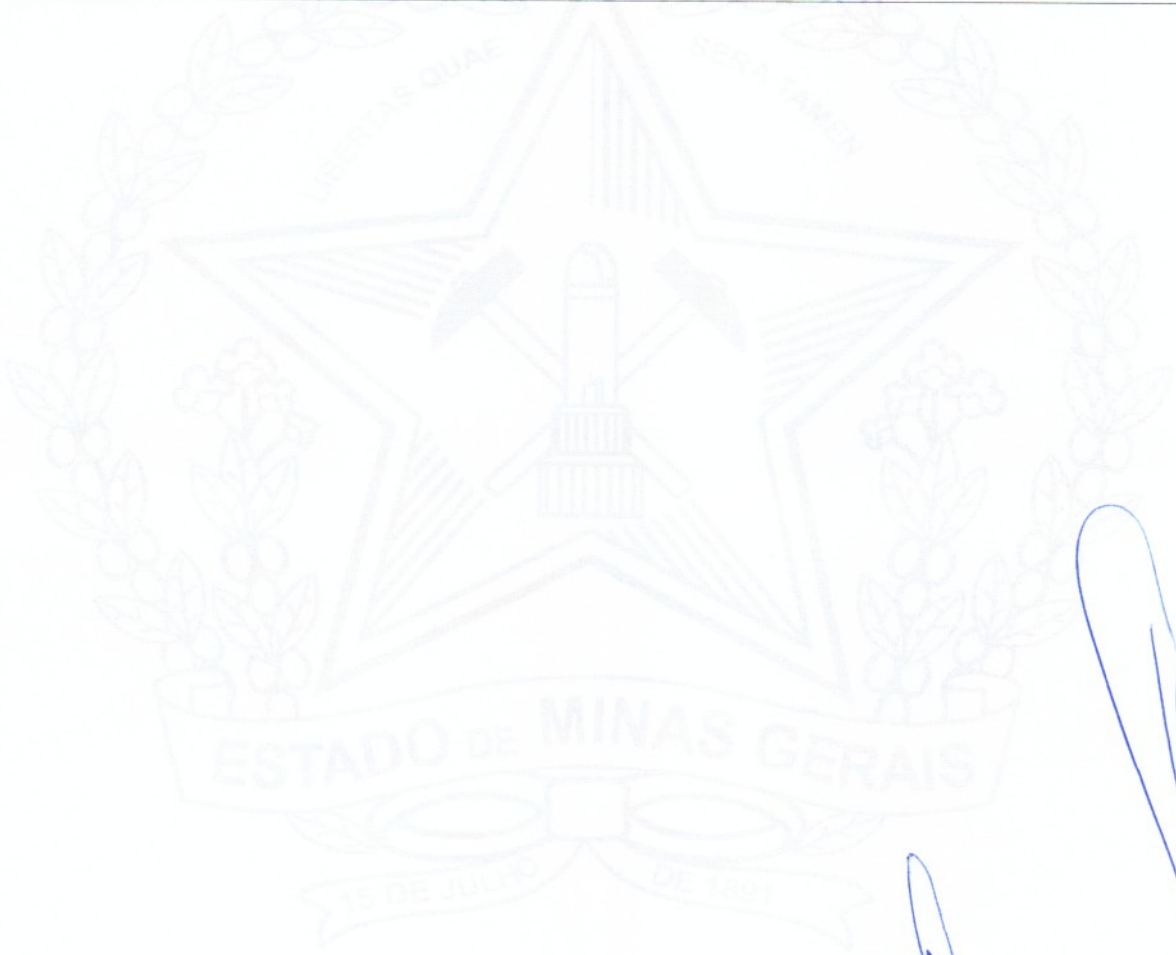 LIBERTAS QUAE SERA TAMEN
ESTADO DE MINAS GERAIS
15 DE JULHO DE 1891